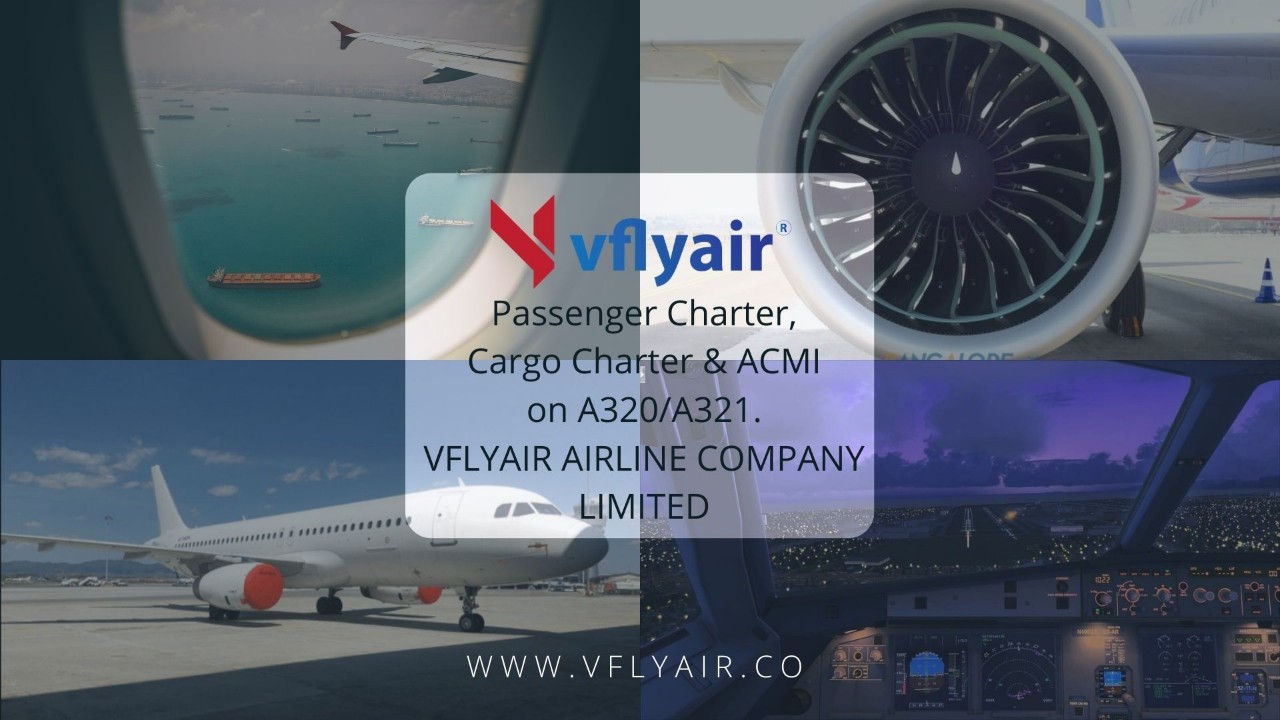 vflyair®
Passenger Charter,
Cargo Charter & ACMI
on A320/A321.
VFLYAIR AIRLINE COMPANY
LIMITED
WWW.VFLYAIR.CO